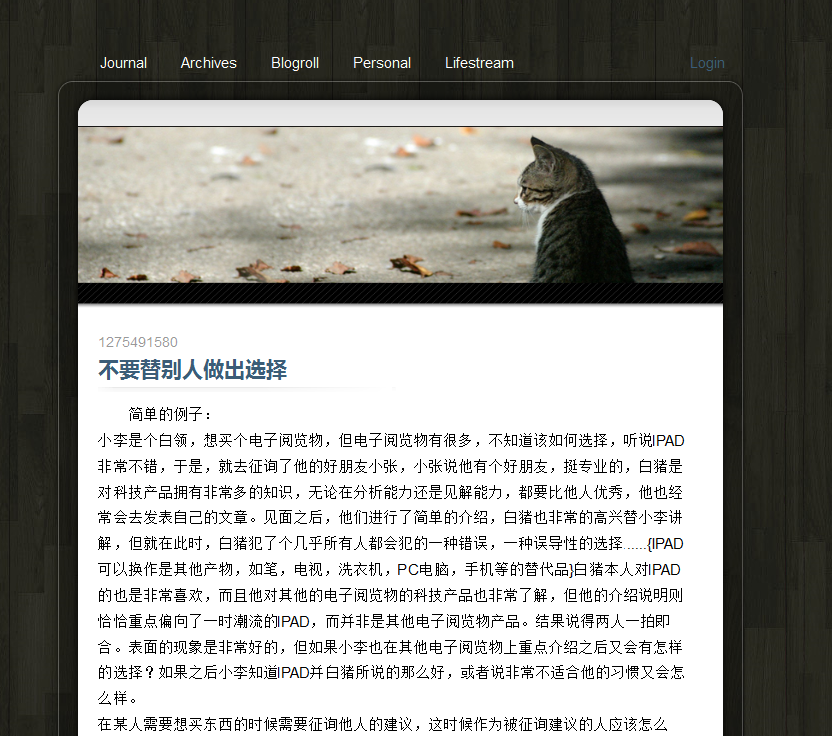 Journal Archives Blogroll Personal Lifestream Login
1275491580
不要替别人做出选择
简单的例子：
小李是个白领，想买个电子阅览物，但电子阅览物有很多，不知道该如何选择，听说IPAD
非常不错，于是，就去征询了他的好朋友小张，小张说他有个好朋友，挺专业的，白猪是
对科技产品拥有非常多的知识，无论在分析能力还是见解能力，都要比他人优秀，他也经
常会去发表自己的文章。见面之后，他们进行了简单的介绍，白猪也非常的高兴替小李讲
解，但就在此时，白猪犯了个几乎所有人都会犯的一种错误，一种误导性的选择……{IPAD
可以换作是其他产物，如笔，电视，洗衣机，PC电脑，手机等的替代品}白猪本人对IPAD
的也是非常喜欢，而且他对其他的电子阅览物的科技产品也非常了解，但他的介绍说明则
恰恰重点偏向了一时潮流的IPAD，而并非是其他电子阅览物产品。结果说得两人一拍即
合。表面的现象是非常好的，但如果小李也在其他电子阅览物上重点介绍之后又会有怎样
的选择？如果之后小李知道IPAD并白猪所说的那么好，或者说非常不适合他的习惯又会怎
么样。
在某人需要想买东西的时候需要征询他人的建议，这时候作为被征询建议的人应该怎么